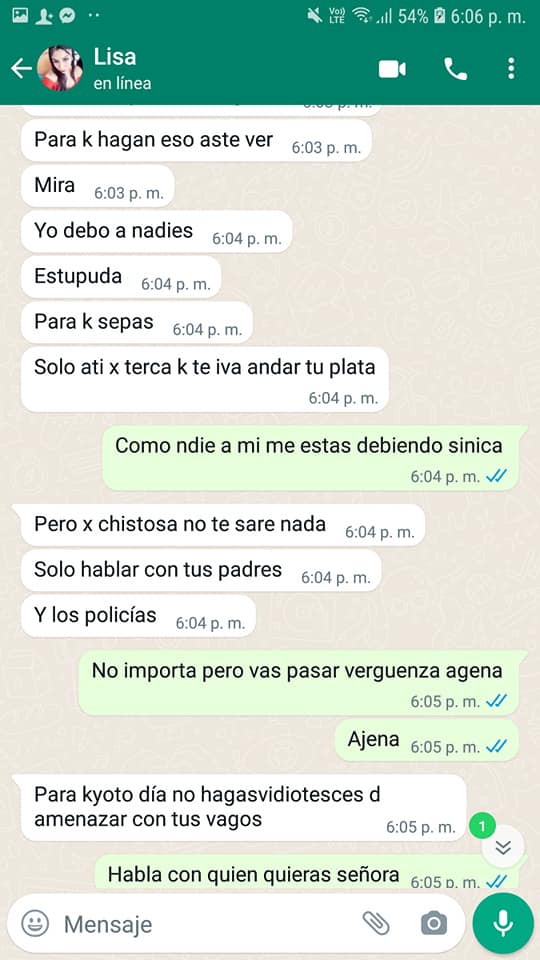 54% 6:06 p. m.
Lisa
en línea
Para k hagan eso aste ver 6:03 p. m.
Mira 6:03 p. m.
Yo debo a nadies 6:04 p. m.
Estupuda 6:04 p. m.
Para k sepas 6:04 p. m.
Solo ati x terca k te iva andar tu plata
6:04 p. m.
Como ndie a mi me estas debiendo sinica
6:04 p. m.
Pero x chistosa no te sare nada 6:04 p. m.
Solo hablar con tus padres 6:04 p. m.
Y los policías 6:04 p. m.
No importa pero vas pasar verguenza agena
6:05 p. m.
Ajena 6:05 p. m.
Para kyoto día no hagasvidiotesces d
amenazar con tus vagos 6:05 p. m.
1
Habla con quien quieras señora 6:05 p. m.
Mensaje